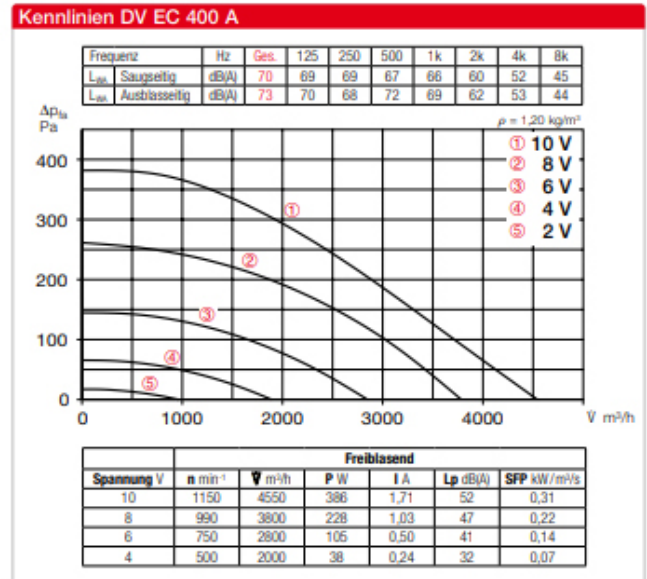 Kennlinien DV EC 400 A
Frequenz Hz Ges. 125 250 500 1k 2k 4k 8k
LWA Saugseitig dB(A) 70 69 69 67 66 60 52 45
LWA Ausblasseitig dB(A) 73 70 68 72 69 62 53 44
Δpfa
Pa
ρ = 1,20 kg/m³
① 10 V
② 8 V
③ 6 V
④ 4 V
⑤ 2 V
400
300
200
100
0
①
②
③
④
⑤
0 1000 2000 3000 4000 V̇ m³/h
Freiblasend
Spannung V n min-1 V̇ m³/h P W I A Lp dB(A) SFP kW/m³/s
10 1150 4550 386 1,71 52 0,31
8 990 3800 228 1,03 47 0,22
6 750 2800 105 0,50 41 0,14
4 500 2000 38 0,24 32 0,07